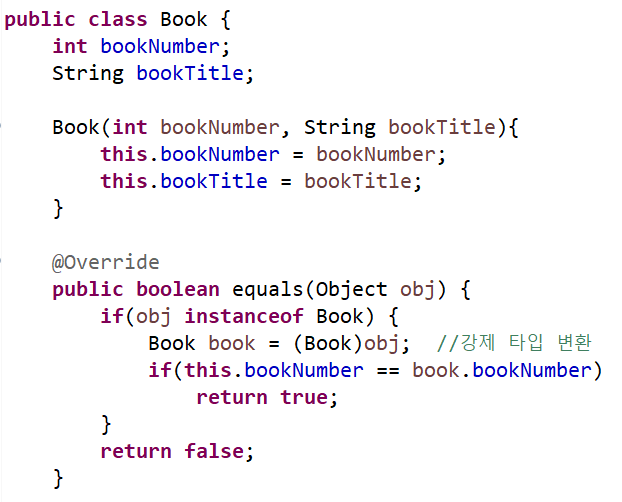 public class Book {
int bookNumber;
String bookTitle;
Book(int bookNumber, String bookTitle){
this.bookNumber = bookNumber;
this.bookTitle = bookTitle;
}
@Override
public boolean equals(Object obj) {
if(obj instanceof Book) {
Book book = (Book)obj; //강제 타입 변환
if(this.bookNumber == book.bookNumber)
return true;
}
return false;
}